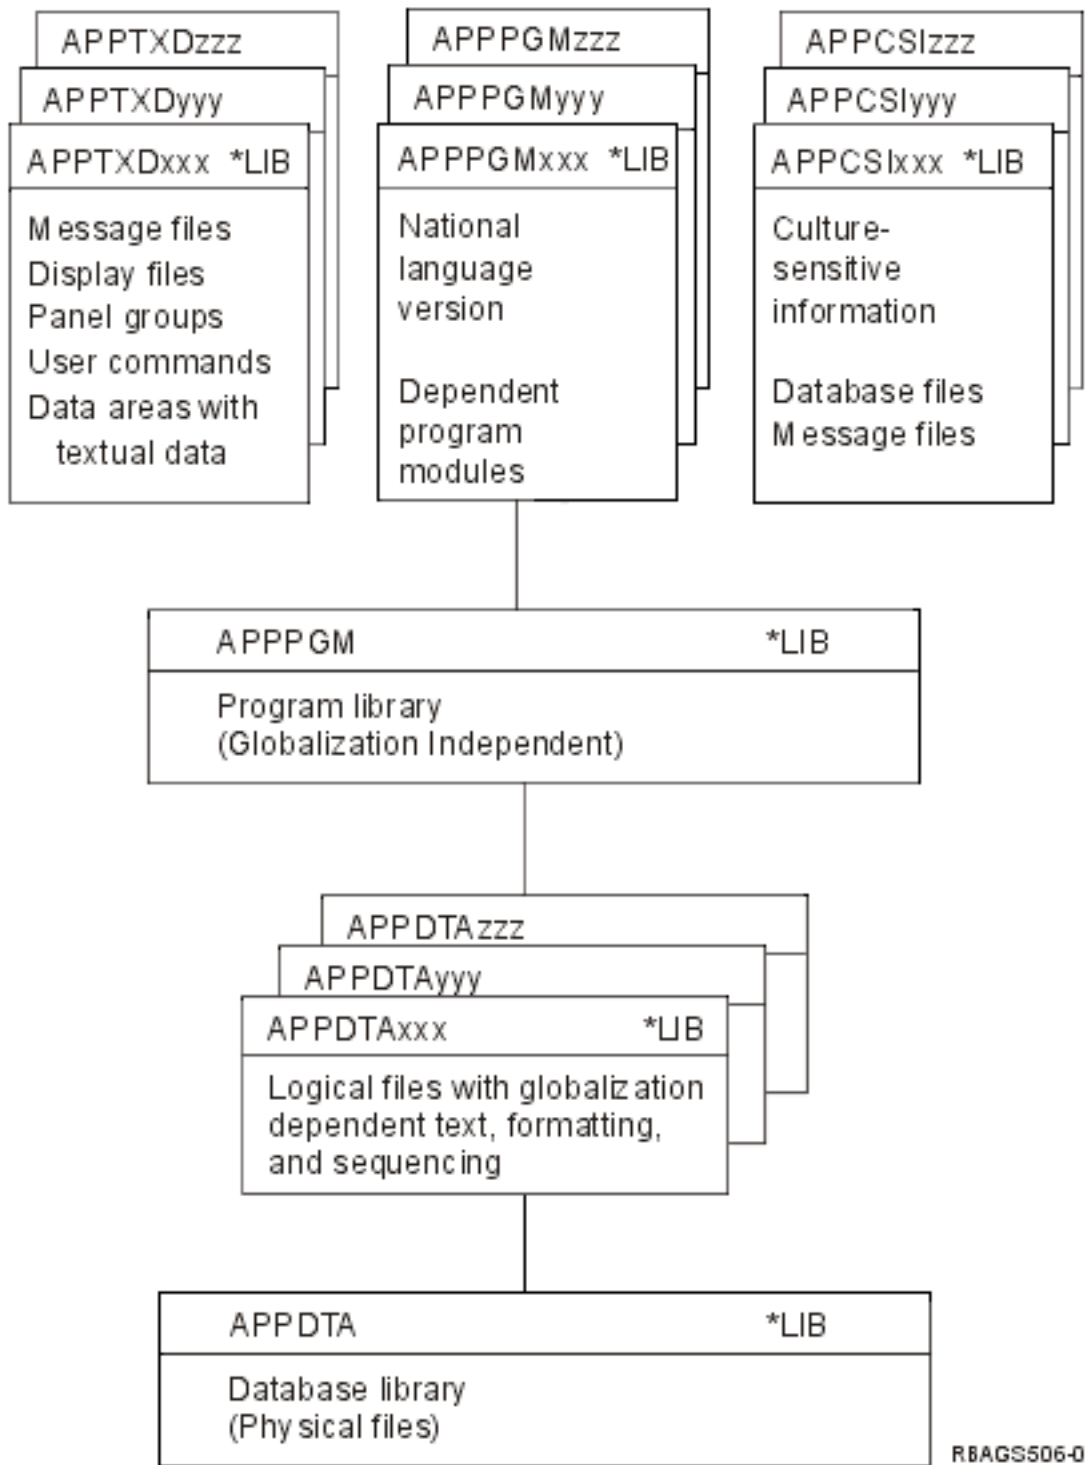 APPTXDzzz
APPTXDyyy
APPTXDxxx *LIB
Message files
Display files
Panel groups
User commands
Data areas with
textual data
APPPGMzzz
APPPGMyyy
APPPGMxxx *LIB
National
language
version
Dependent
program
modules
APPCSIzzz
APPCSIyyy
APPCSIxxx *LIB
Culture-
sensitive
information
Database files
Message files
APPPGM *LIB
Program library
(Globalization Independent)
APPDTAzzz
APPDTAyyy
APPDTAxxx *LIB
Logical files with globalization
dependent text, formatting,
and sequencing
APPDTA *LIB
Database library
(Physical files)
RBAGS506-0